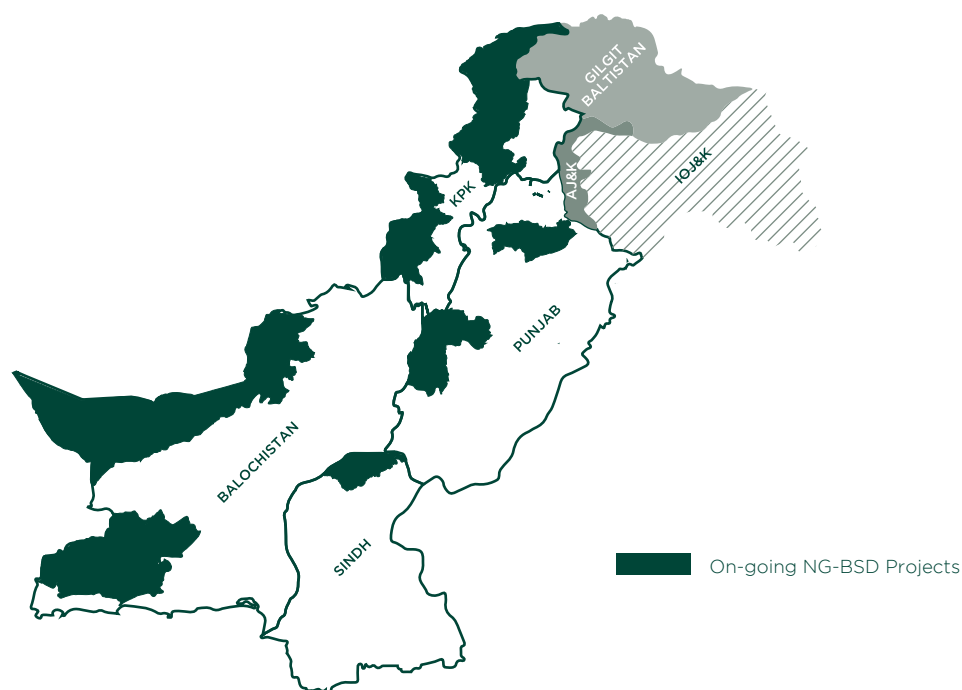 GILGIT
BALTISTAN
IOJ&K
AJ&K
KPK
PUNJAB
BALOCHISTAN
SINDH
On-going NG-BSD Projects